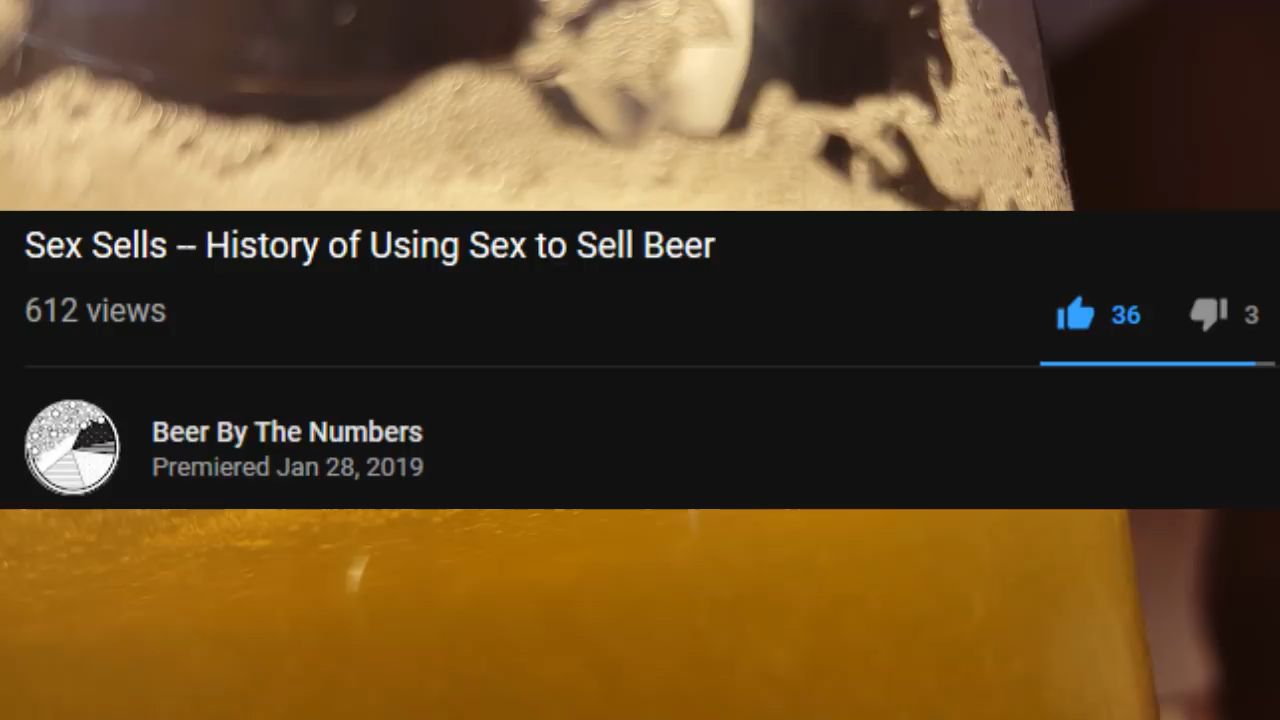 Sex Sells – History of Using Sex to Sell Beer
612 views
36
3
Beer By The Numbers
Premiered Jan 28, 2019